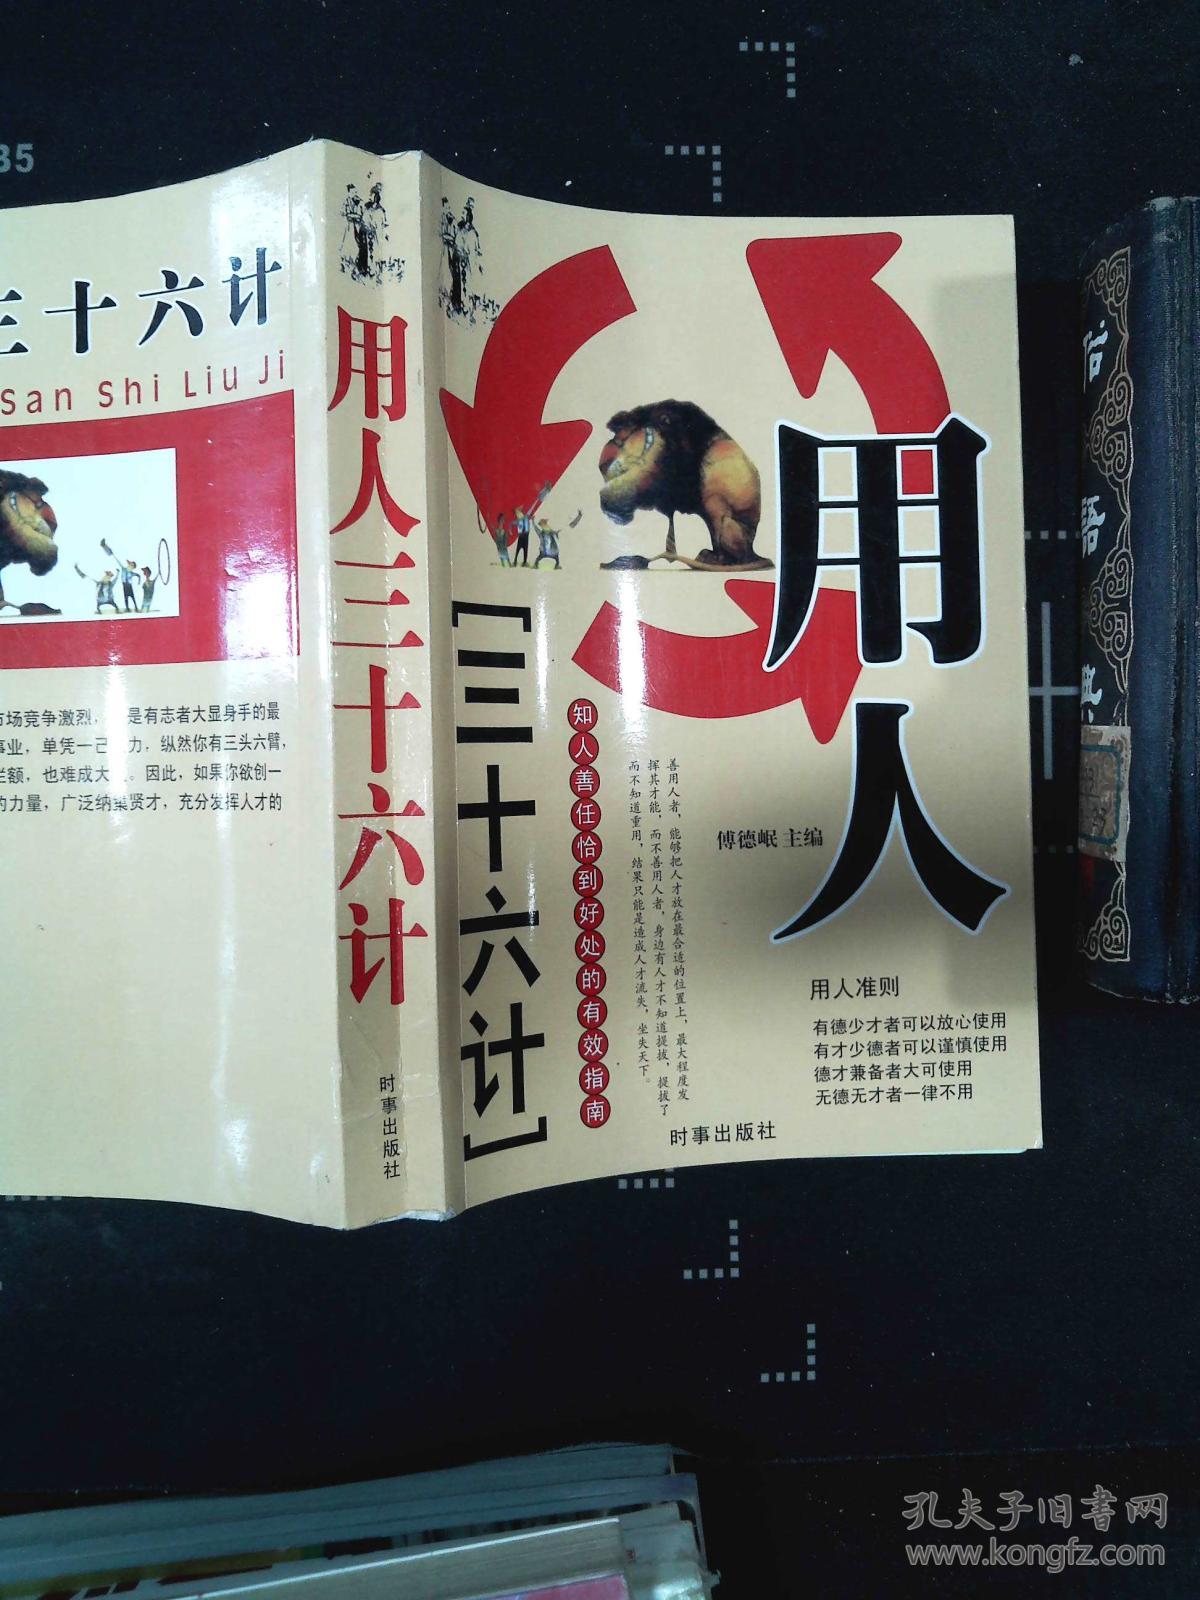 35
三十六计
San Shi Liu Ji
市场竞争激烈，
是有志者大显身手的最
事业，单凭一己
力，纵然你有三头六臂，
额，也难成大
。因此，如果你欲创一
的力量，广泛纳集贤才，充分发挥人才的
用人三十六计
时事出版社
用人
[三十六计]
知人善任恰到好处的有效指南
善用人者，能够把人才放在最合适的位置上，最大程度发
挥其才能，而不善用人者，身边有人才不知道提拔，提拔了
而不知道重用，结果只能是造成人才流失，坐失天下。
傅德岷 主编
用人准则
有德少才者可以放心使用
有才少德者可以谨慎使用
德才兼备者大可使用
无德无才者一律不用
时事出版社
语
典
孔夫子旧书网
www.kongfz.com